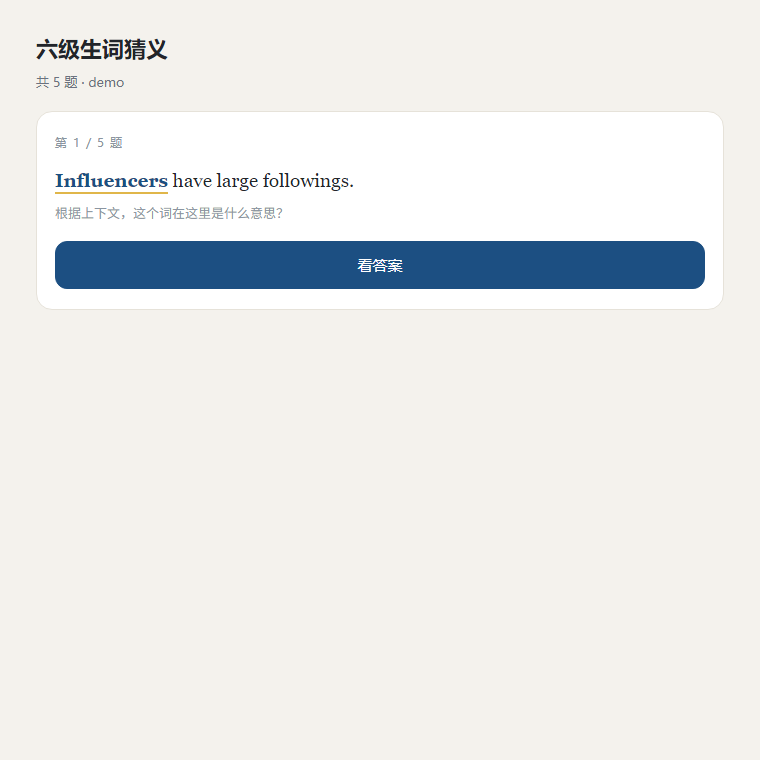 六级生词猜义
共 5 题 · demo
第 1 / 5 题
Influencers have large followings.
根据上下文，这个词在这里是什么意思？
看答案